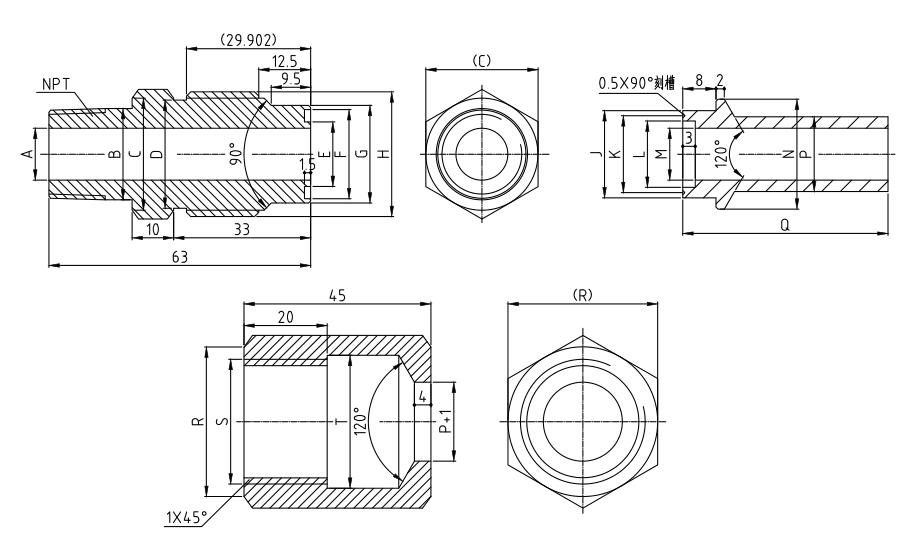 (29.902)
12.5
9.5
NPT
A
B
C
D
90°
1.5
E
F
G
H
10
33
63
(C)
0.5X90°刻槽
8
2
J
K
L
M
3
120°
N
P
Q
45
20
R
S
T
120°
4
P+1
1X45°
(R)